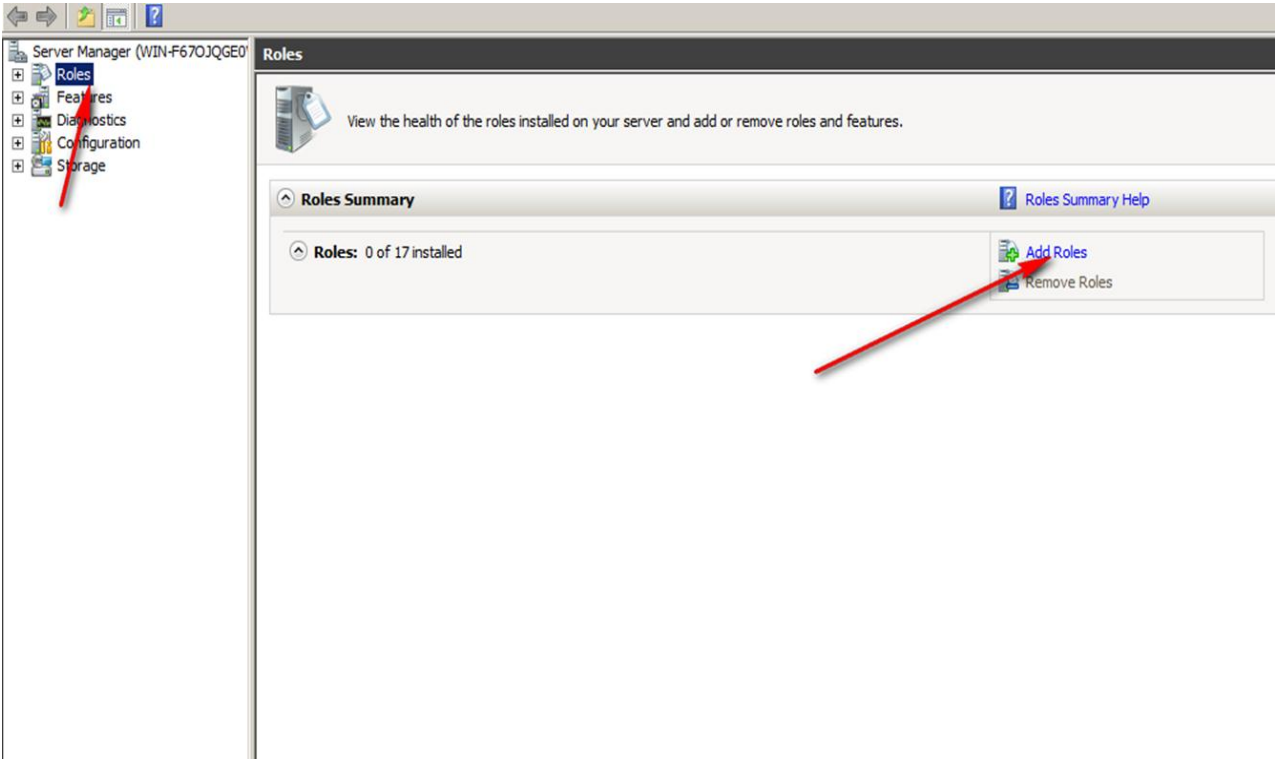 Server Manager (WIN-F67OJQGE0
Roles
Features
Diagnostics
Configuration
Storage
Roles
View the health of the roles installed on your server and add or remove roles and features.
Roles Summary
Roles Summary Help
Roles: 0 of 17 installed
Add Roles
Remove Roles